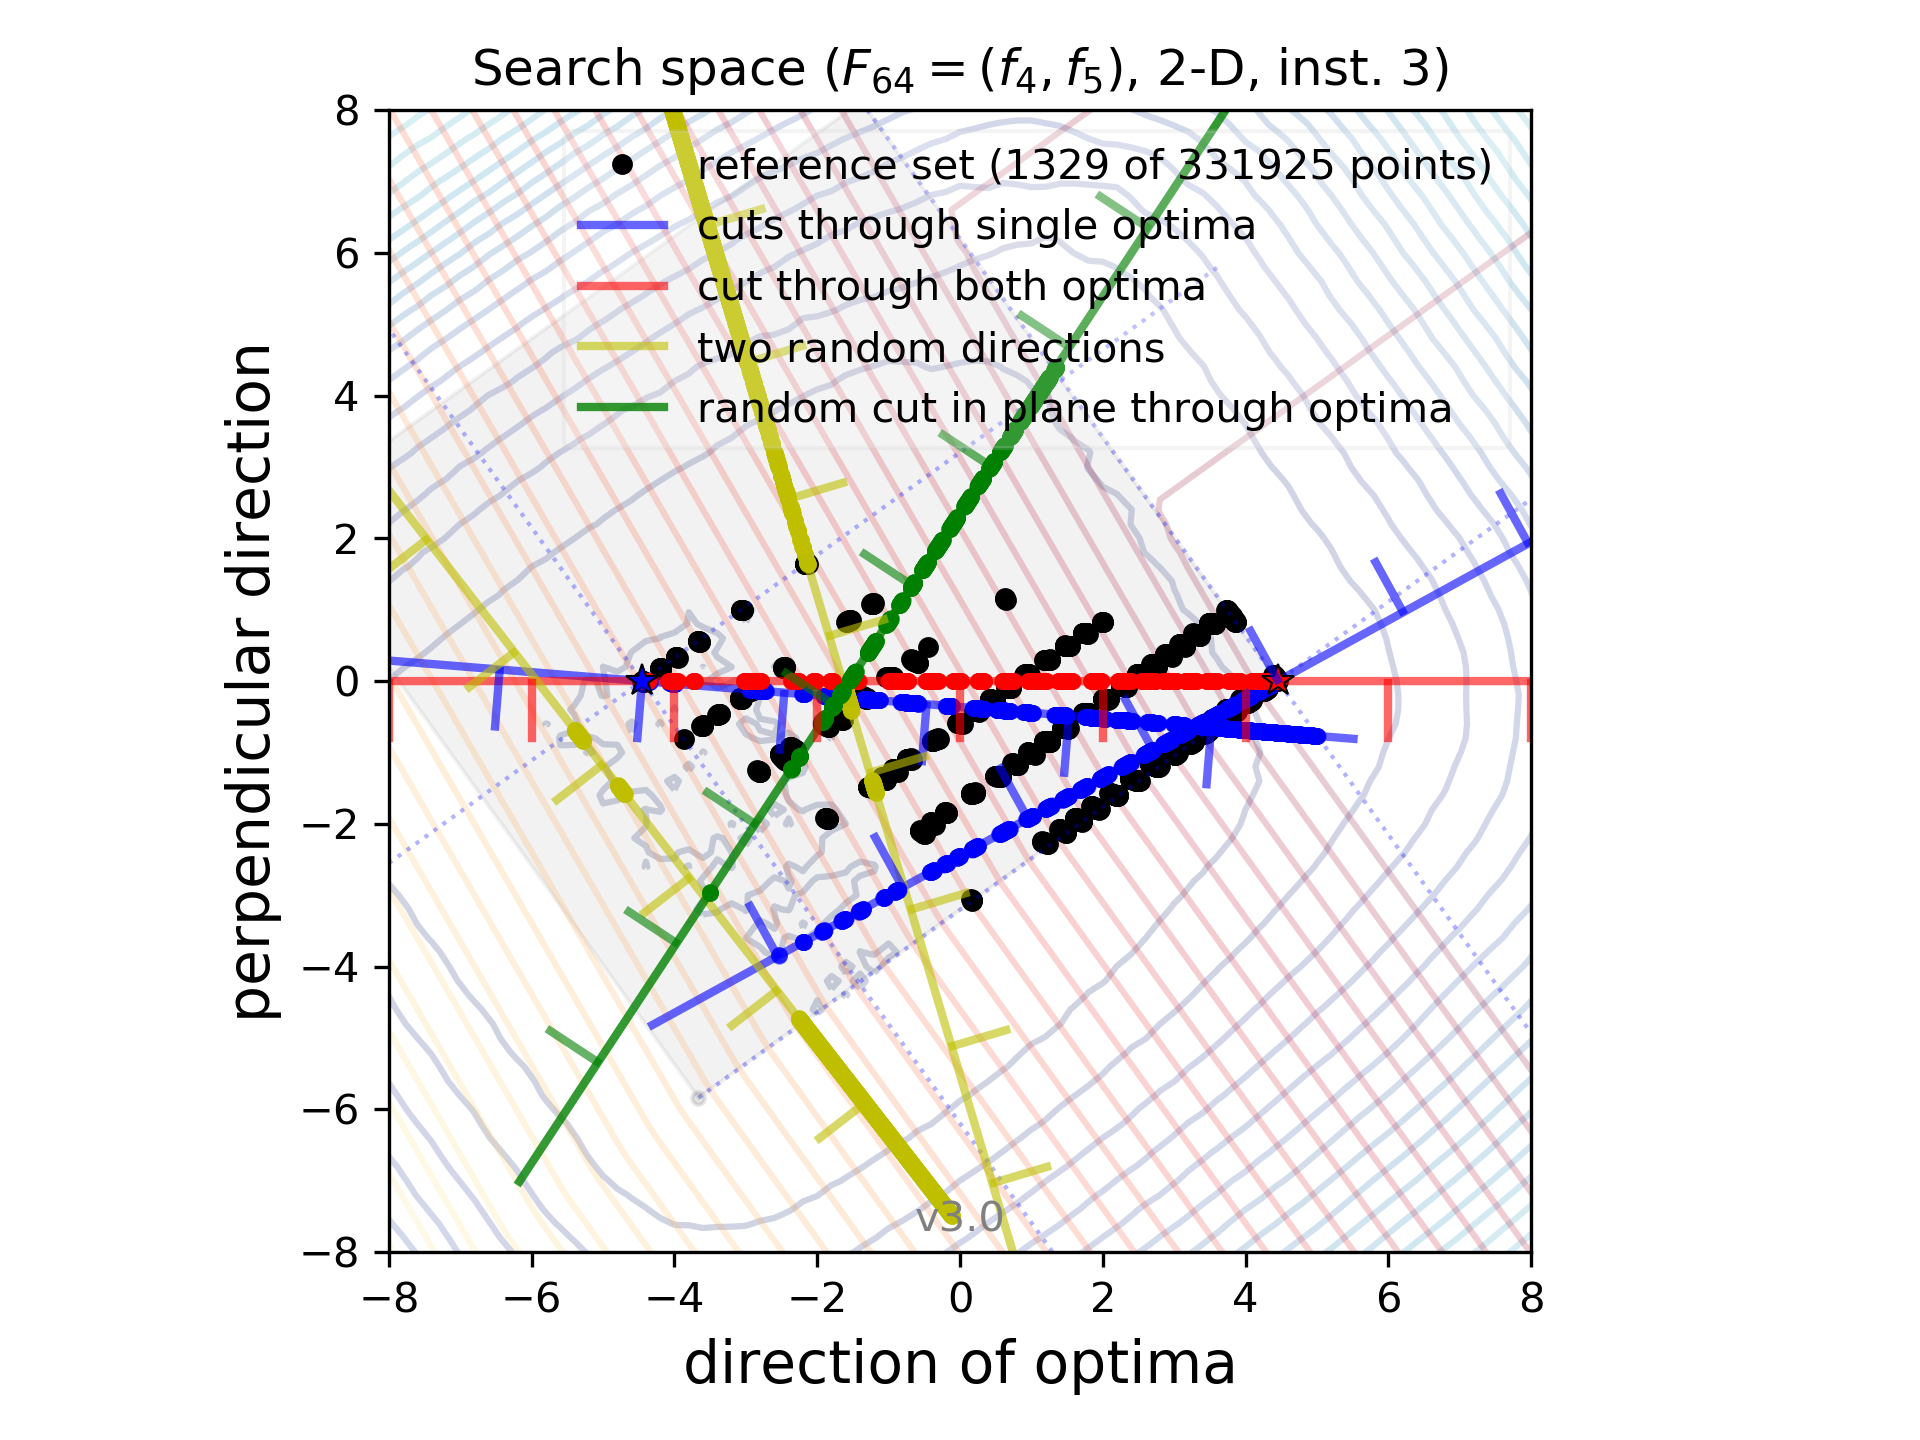 Search space (F64 = (f4, f5), 2-D, inst. 3)
reference set (1329 of 331925 points)
cuts through single optima
cut through both optima
two random directions
random cut in plane through optima
perpendicular direction
8
6
4
2
0
−2
−4
−6
−8
v3.0
−8 −6 −4 −2 0 2 4 6 8
direction of optima